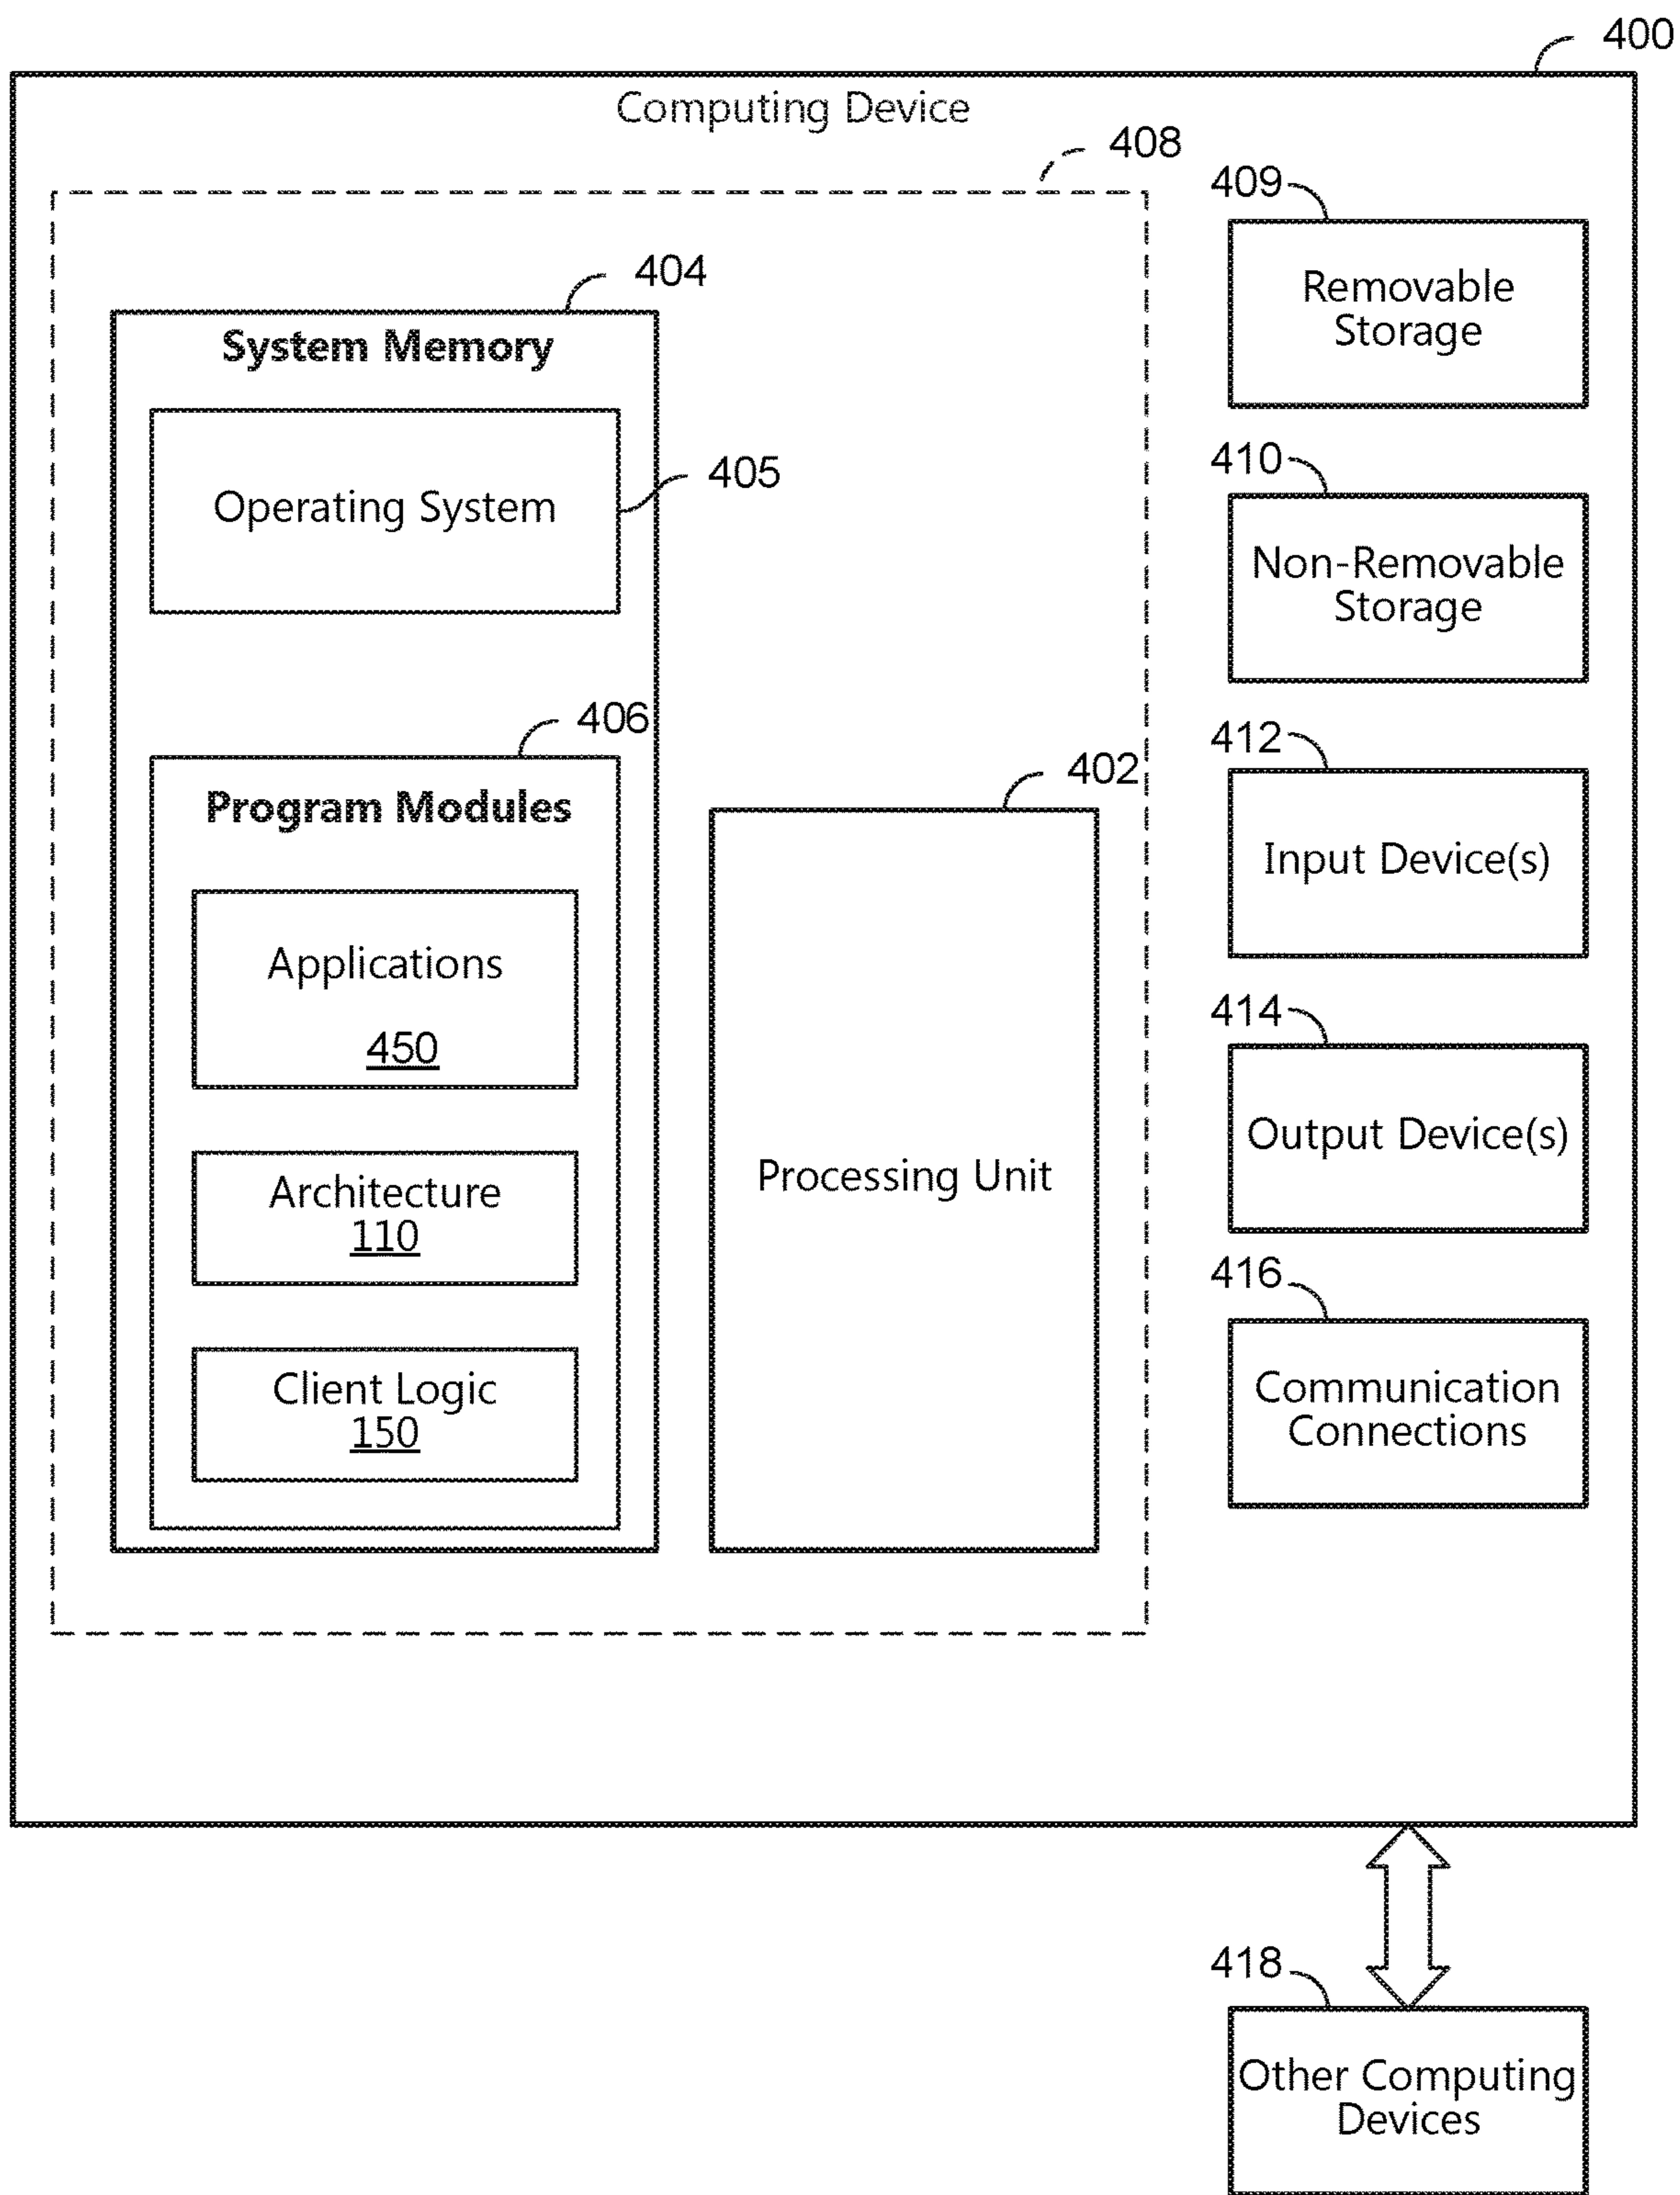 400
Computing Device
408
404
System Memory
Operating System
405
406
Program Modules
Applications
450
Architecture
110
Client Logic
150
402
Processing Unit
409
Removable
Storage
410
Non-Removable
Storage
412
Input Device(s)
414
Output Device(s)
416
Communication
Connections
418
Other Computing
Devices